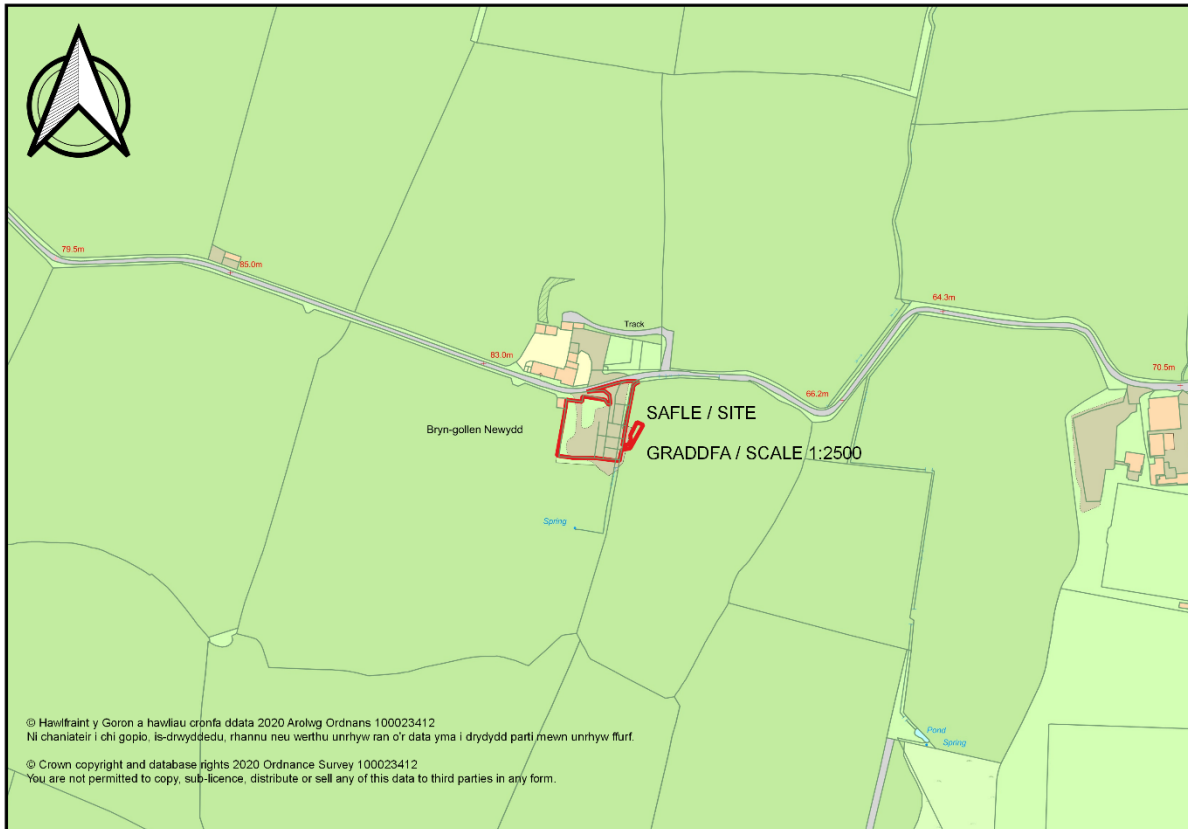 79.5m
85.0m
64.3m
Track
83.0m
70.5m
66.2m
SAFLE / SITE
Bryn-gollen Newydd
GRADDFA / SCALE 1:2500
Spring
© Hawlfraint y Goron a hawliau cronfa ddata 2020 Arolwg Ordnans 100023412
Ni chaniateir i chi gopio, is-drwyddedu, rhannu neu werthu unrhyw ran o'r data yma i drydydd parti mewn unrhyw ffurf.
Pond
Spring
© Crown copyright and database rights 2020 Ordnance Survey 100023412
You are not permitted to copy, sub-licence, distribute or sell any of this data to third parties in any form.